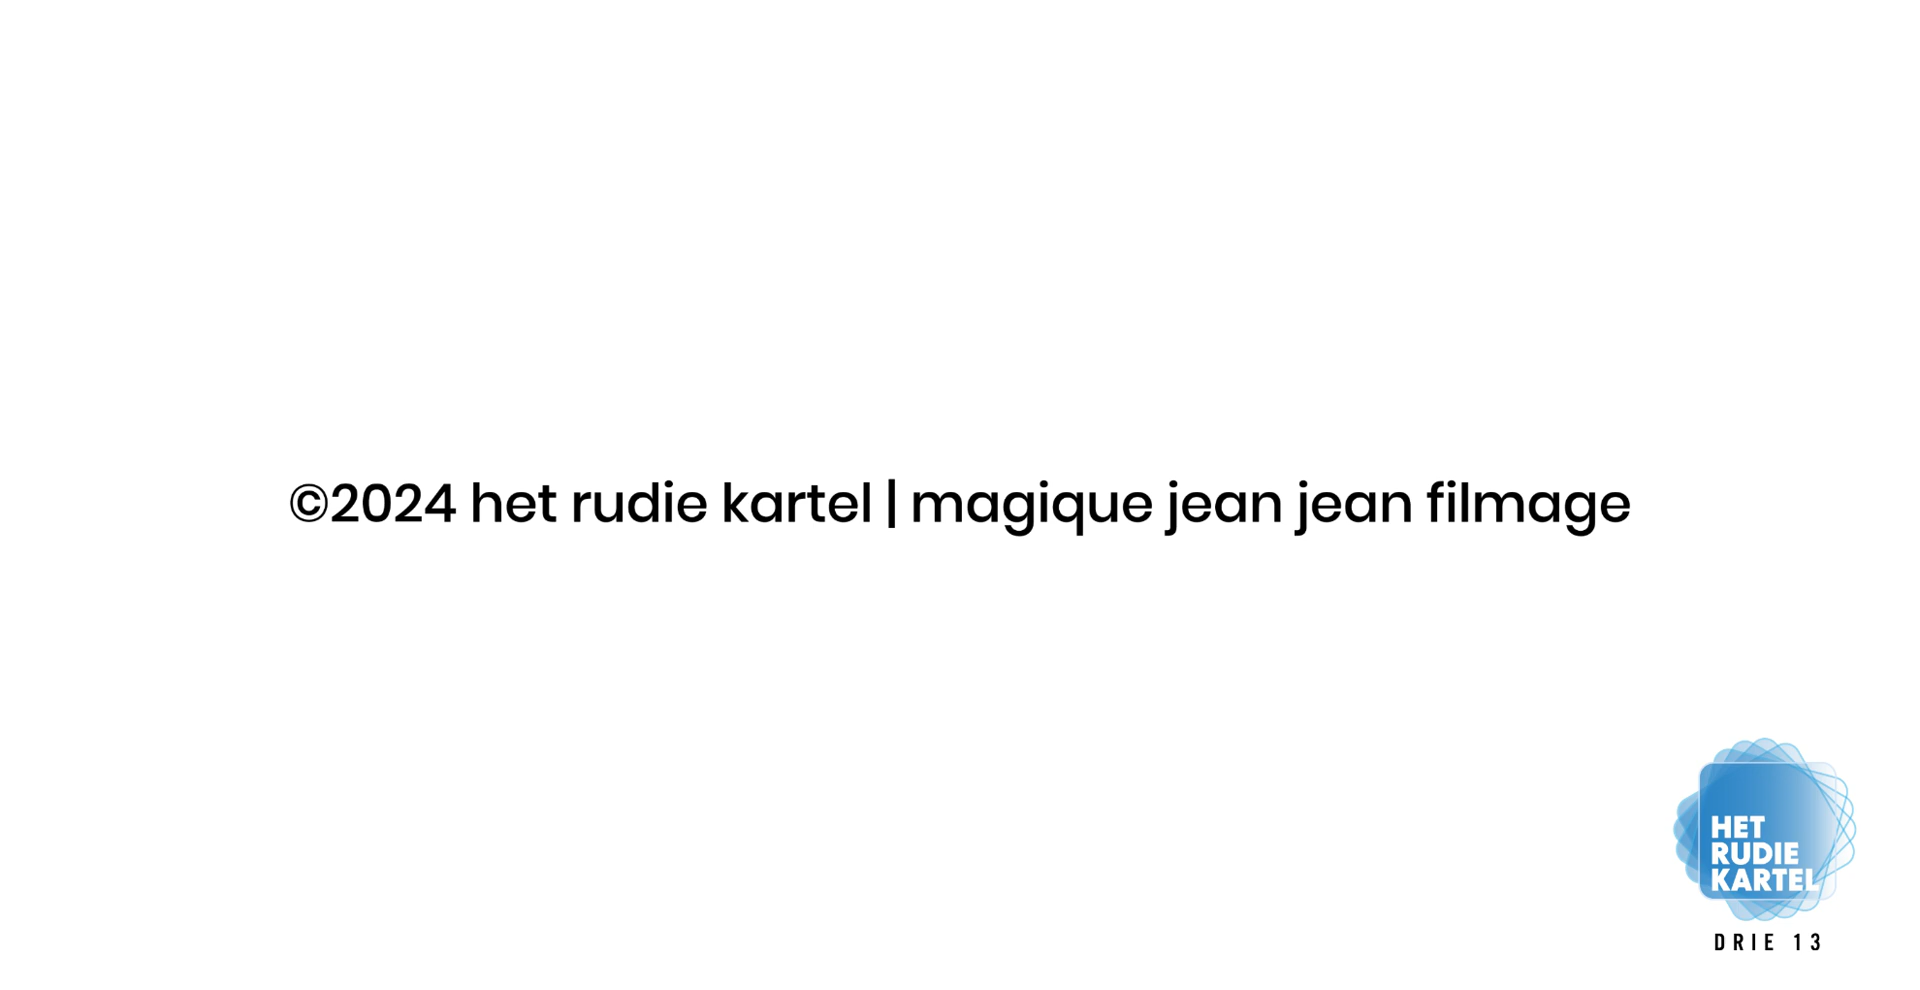 ©2024 het rudie kartel | magique jean jean filmage
HET
RUDIE
KARTEL
DRIE 13